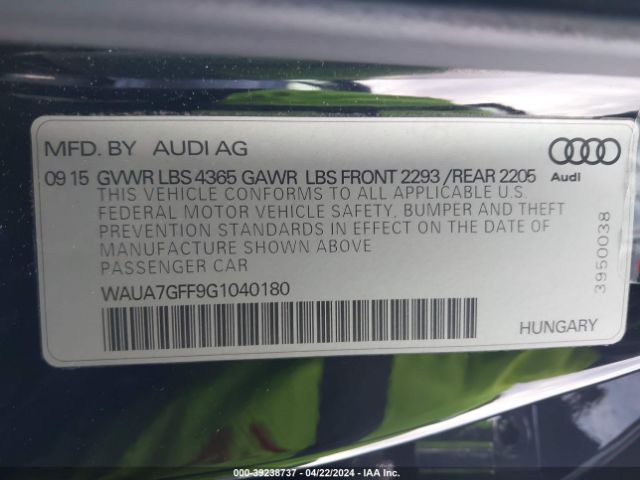 MFD. BY AUDI AG
09 15 GVWR LBS 4365 GAWR LBS FRONT 2293 /REAR 2205
THIS VEHICLE CONFORMS TO ALL APPLICABLE U.S.
FEDERAL MOTOR VEHICLE SAFETY, BUMPER AND THEFT
PREVENTION STANDARDS IN EFFECT ON THE DATE OF
MANUFACTURE SHOWN ABOVE
PASSENGER CAR
WAUA7GFF9G1040180
Audi
3950038
HUNGARY
000-39238737 - 04/22/2024 - IAA Inc.